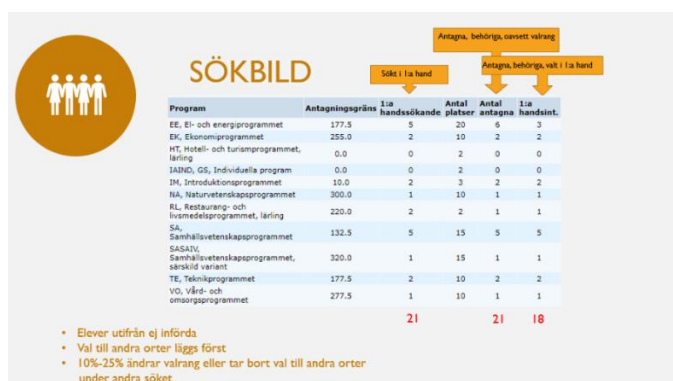 Antagna, behöriga, oavsett valrang
SÖKBILD
Sökt i 1:a hand
Antagna, behöriga, valt i 1:a hand
Program Antagningsgräns 1:a handssökande Antal platser Antal antagna 1:a handsint.
EE, El- och energiprogrammet 177.5 5 20 6 3
EK, Ekonomiprogrammet 255.0 2 10 2 2
HT, Hotell- och turismprogrammet, lärling 0.0 0 2 0 0
IAIND, GS, Individuella program 0.0 0 2 0 0
IM, Introduktionsprogrammet 10.0 2 3 2 2
NA, Naturvetenskapsprogrammet 300.0 1 10 1 1
RL, Restaurang- och livsmedelsprogrammet, lärling 220.0 2 2 1 1
SA, Samhällsvetenskapsprogrammet 132.5 5 15 5 5
SASAIV, Samhällsvetenskapsprogrammet, särskild variant 320.0 1 15 1 1
TE, Teknikprogrammet 177.5 2 10 2 2
VO, Vård- och omsorgsprogrammet 277.5 1 10 1 1
21 21 18
• Elever utifrån ej införda
• Val till andra orter läggs först
• 10%-25% ändrar valrang eller tar bort val till andra orter
under andra söket